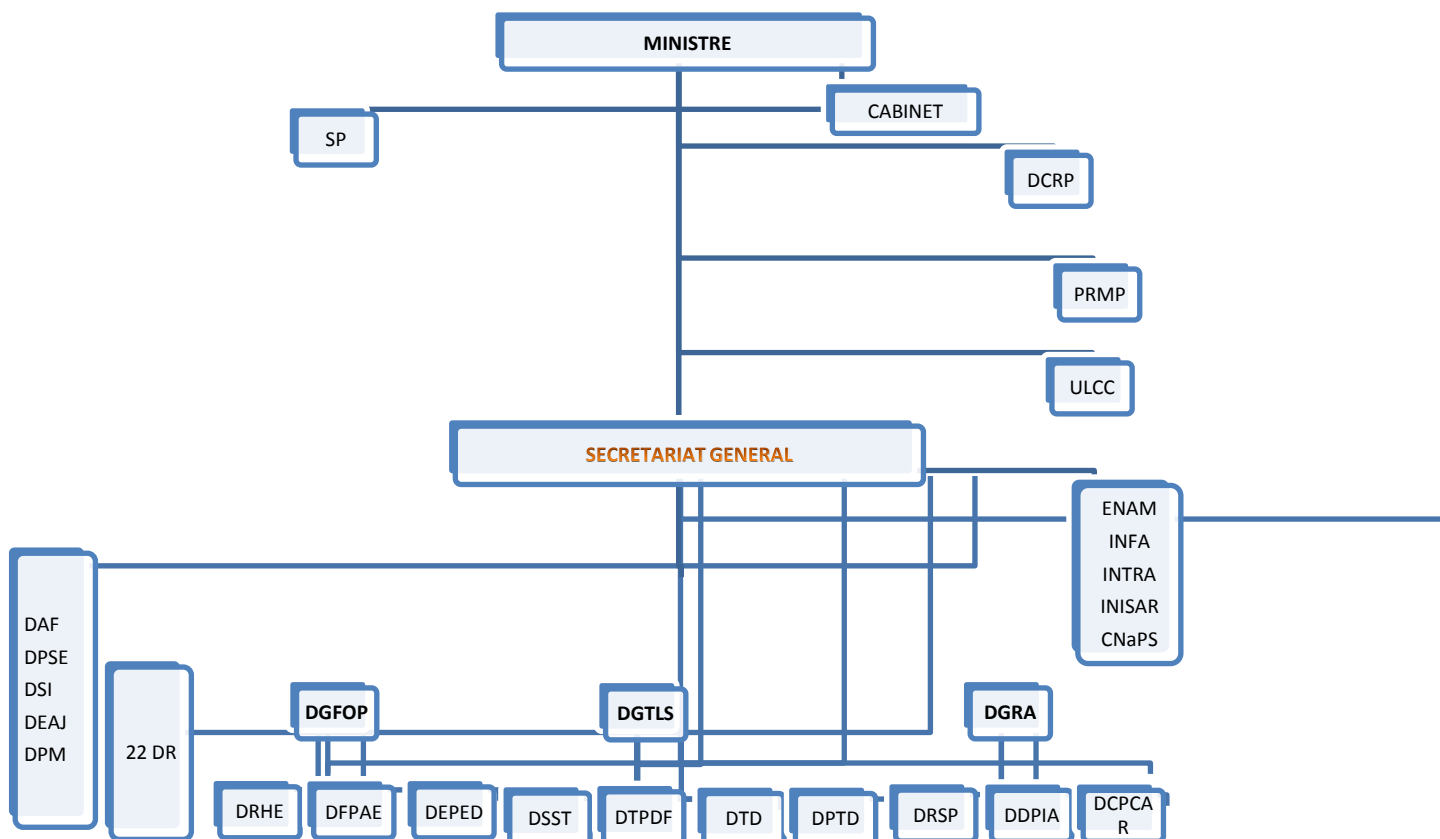 MINISTRE
CABINET
SP
DCRP
PRMP
ULCC
SECRETARIAT GENERAL
ENAM
INFA
INTRA
INISAR
CNaPS
DAF
DPSE
DSI
DEAJ
DPM
22 DR
DGFOP
DGTLS
DGRA
DRHE
DFPAE
DEPED
DSST
DTPDF
DTD
DPTD
DRSP
DDPIA
DCPCA
R